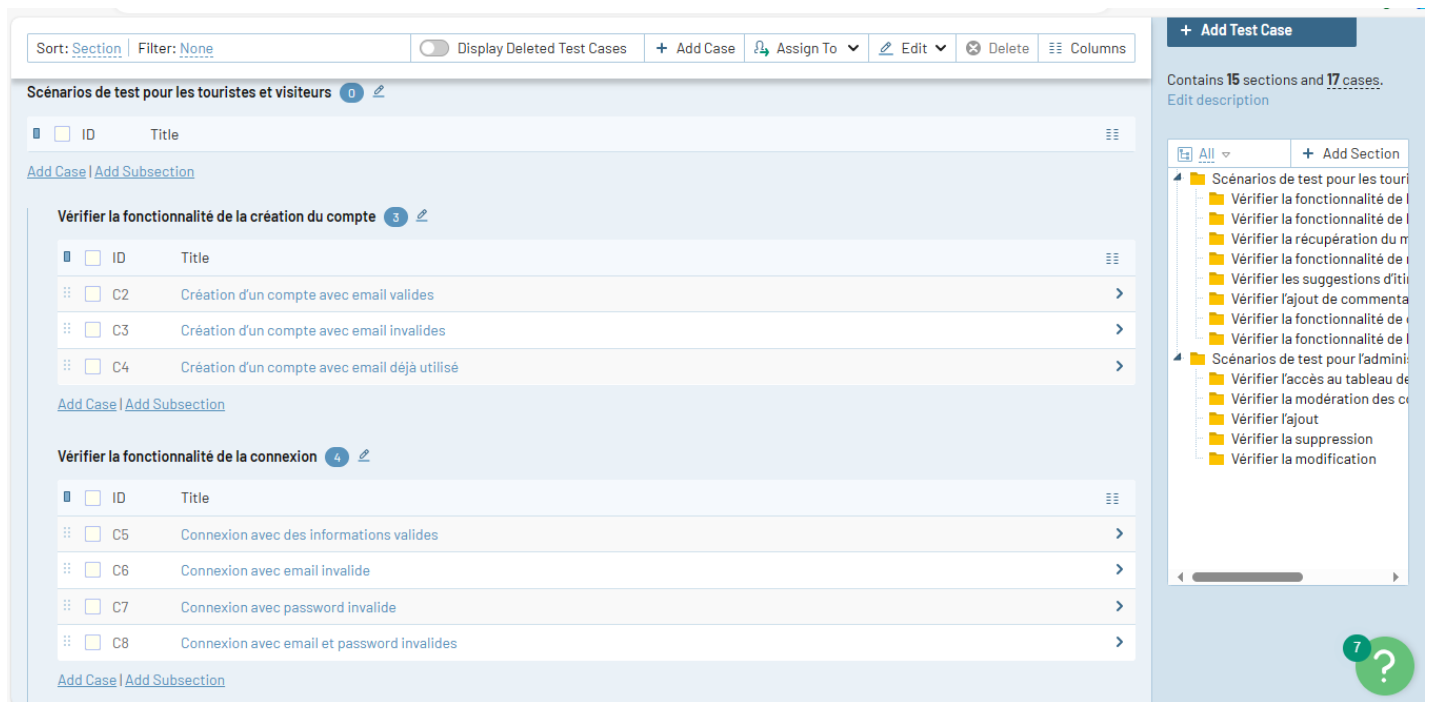 Sort: Section Filter: None Display Deleted Test Cases + Add Case Assign To Edit Delete Columns
Scénarios de test pour les touristes et visiteurs 0
ID Title
Add Case | Add Subsection
Vérifier la fonctionnalité de la création du compte 3
ID Title
C2 Création d'un compte avec email valides
C3 Création d'un compte avec email invalides
C4 Création d'un compte avec email déjà utilisé
Add Case | Add Subsection
Vérifier la fonctionnalité de la connexion 4
ID Title
C5 Connexion avec des informations valides
C6 Connexion avec email invalide
C7 Connexion avec password invalide
C8 Connexion avec email et password invalides
Add Case | Add Subsection
+ Add Test Case
Contains 15 sections and 17 cases.
Edit description
All + Add Section
Scénarios de test pour les touri
Vérifier la fonctionnalité de
Vérifier la fonctionnalité de
Vérifier la récupération du
Vérifier la fonctionnalité de
Vérifier les suggestions d'iti
Vérifier l'ajout de commenta
Vérifier la fonctionnalité de
Vérifier la fonctionnalité de
Scénarios de test pour l'admini
Vérifier l'accès au tableau de
Vérifier la modération des
Vérifier l'ajout
Vérifier la suppression
Vérifier la modification
7
?